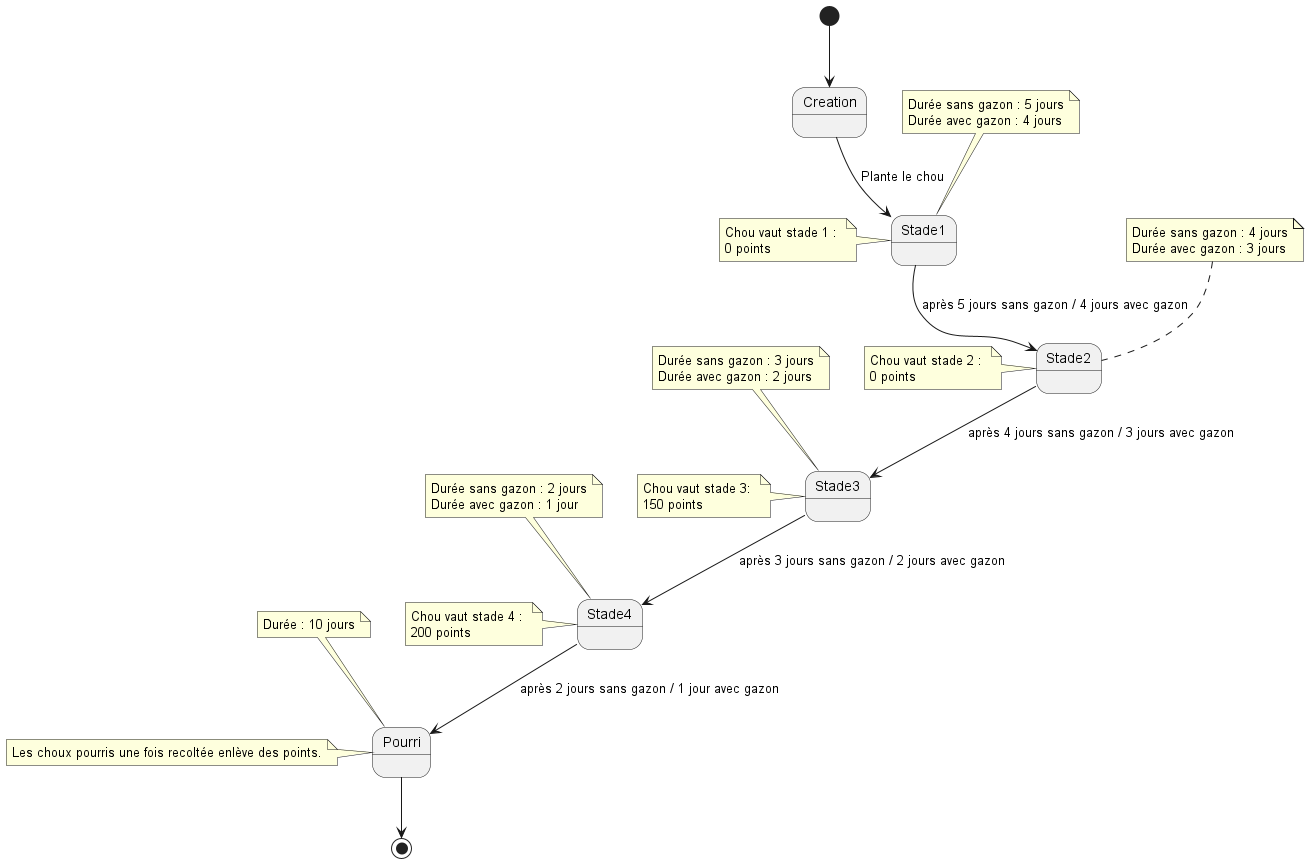 Creation
Durée sans gazon : 5 jours
Durée avec gazon : 4 jours
Plante le chou
Chou vaut stade 1 :
0 points
Stade1
Durée sans gazon : 4 jours
Durée avec gazon : 3 jours
après 5 jours sans gazon / 4 jours avec gazon
Durée sans gazon : 3 jours
Durée avec gazon : 2 jours
Chou vaut stade 2 :
0 points
Stade2
après 4 jours sans gazon / 3 jours avec gazon
Durée sans gazon : 2 jours
Durée avec gazon : 1 jour
Chou vaut stade 3:
150 points
Stade3
après 3 jours sans gazon / 2 jours avec gazon
Durée : 10 jours
Chou vaut stade 4 :
200 points
Stade4
après 2 jours sans gazon / 1 jour avec gazon
Les choux pourris une fois recoltée enlève des points.
Pourri